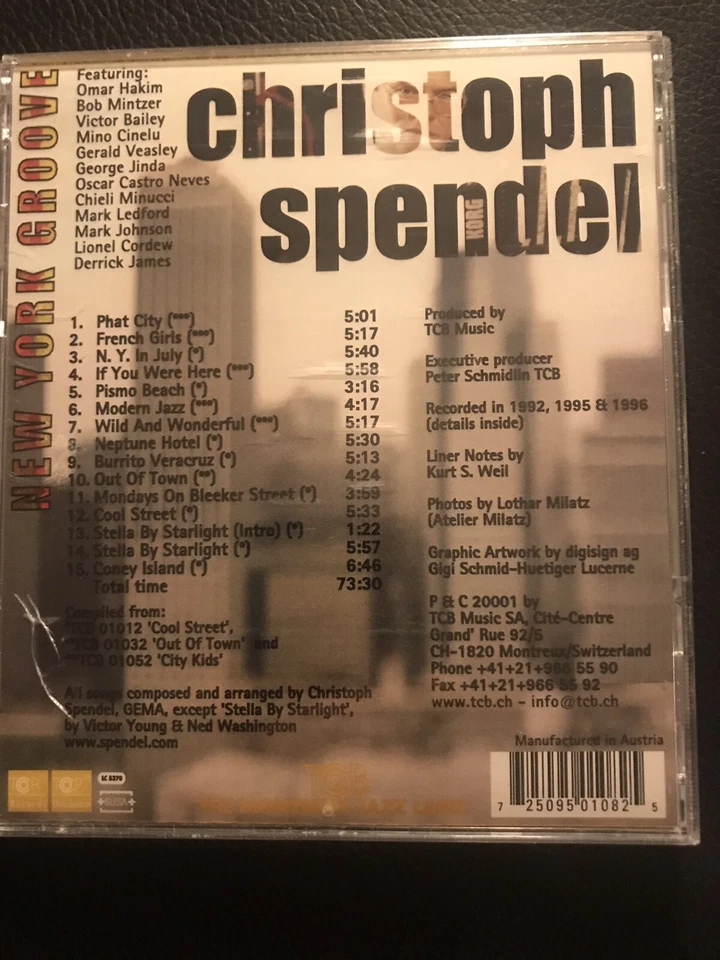 NEW YORK GROOVE
Featuring:
Omar Hakim
Bob Mintzer
Victor Bailey
Mino Cinelu
Gerald Veasley
George Jinda
Oscar Castro Neves
Chieli Minucci
Mark Ledford
Mark Johnson
Lionel Cordew
Derrick James
christoph
spendel
KORG
1. Phat City (***) 5:01
2. French Girls (***) 5:17
3. N. Y. In July (*) 5:40
4. If You Were Here (***) 5:58
5. Pismo Beach (*) 3:16
6. Modern Jazz (***) 4:17
7. Wild And Wonderful (***) 5:17
8. Neptune Hotel (*) 5:30
9. Burrito Veracruz (*) 5:13
10. Out Of Town (**) 4:24
11. Mondays On Bleeker Street (*) 3:59
12. Cool Street (*) 5:33
13. Stella By Starlight (Intro) (*) 1:22
14. Stella By Starlight (*) 5:57
15. Coney Island (*) 6:46
Total time 73:30
Compiled from:
*TCB 01012 'Cool Street',
**TCB 01032 'Out Of Town' and
***TCB 01052 'City Kids'
All songs composed and arranged by Christoph
Spendel, GEMA, except 'Stella By Starlight',
by Victor Young & Ned Washington
www.spendel.com
Produced by
TCB Music
Executive producer
Peter Schmidlin TCB
Recorded in 1992, 1995 & 1996
(details inside)
Liner Notes by
Kurt S. Weil
Photos by Lothar Milatz
(Atelier Milatz)
Graphic Artwork by digisign ag
Gigi Schmid-Huetiger Lucerne
P & C 20001 by
TCB Music SA, Cité-Centre
Grand' Rue 92/5
CH-1820 Montreux/Switzerland
Phone +41+21+966 55 90
Fax +41+21+966 55 92
www.tcb.ch - info@tcb.ch
Manufactured in Austria
LC 5370
+SUISA+
7 25095 01082 5